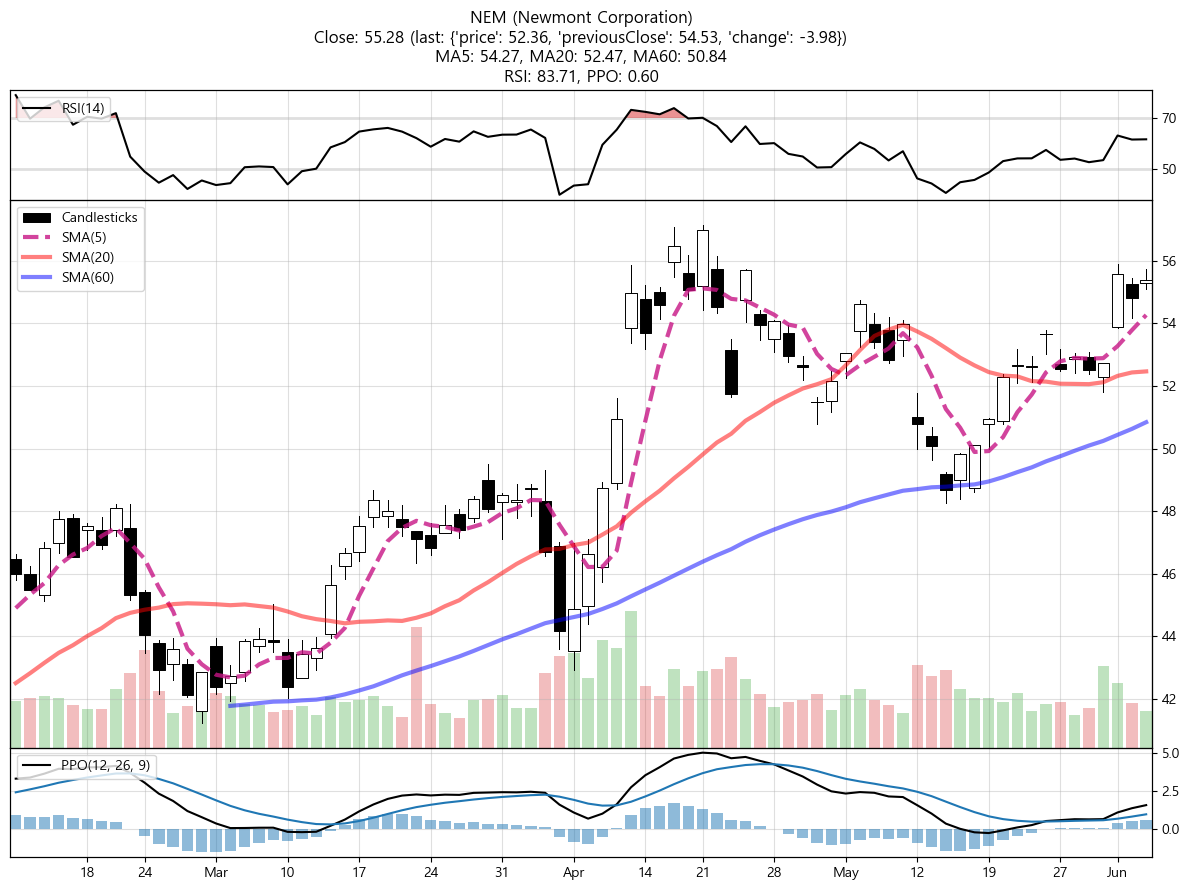 NEM (Newmont Corporation)
Close: 55.28 (last: {'price': 52.36, 'previousClose': 54.53, 'change': -3.98})
MA5: 54.27, MA20: 52.47, MA60: 50.84
RSI: 83.71, PPO: 0.60
RSI(14)
70
50
Candlesticks
SMA(5)
SMA(20)
SMA(60)
56
54
52
50
48
46
44
42
PPO(12, 26, 9)
5.0
2.5
0.0
18 24 Mar 10 17 24 31 Apr 14 21 28 May 12 19 27 Jun